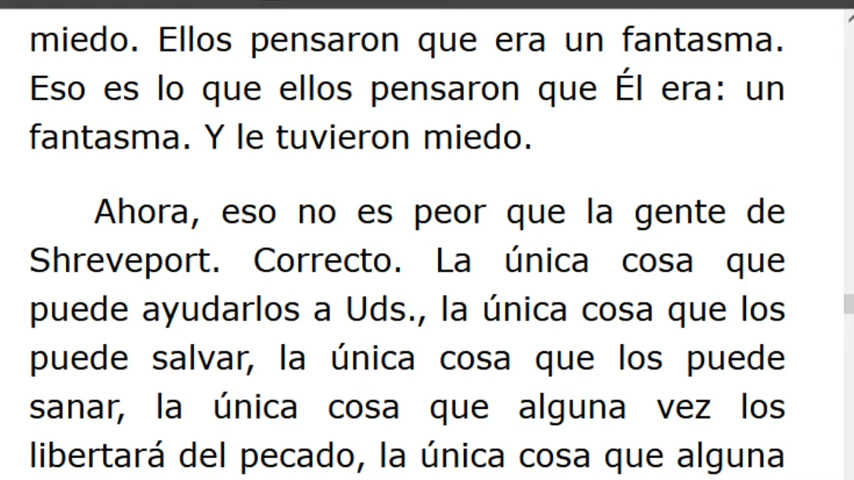 miedo. Ellos pensaron que era un fantasma.
Eso es lo que ellos pensaron que Él era: un
fantasma. Y le tuvieron miedo.
Ahora, eso no es peor que la gente de
Shreveport. Correcto. La única cosa que
puede ayudarlos a Uds., la única cosa que los
puede salvar, la única cosa que los puede
sanar, la única cosa que alguna vez los
libertará del pecado, la única cosa que alguna